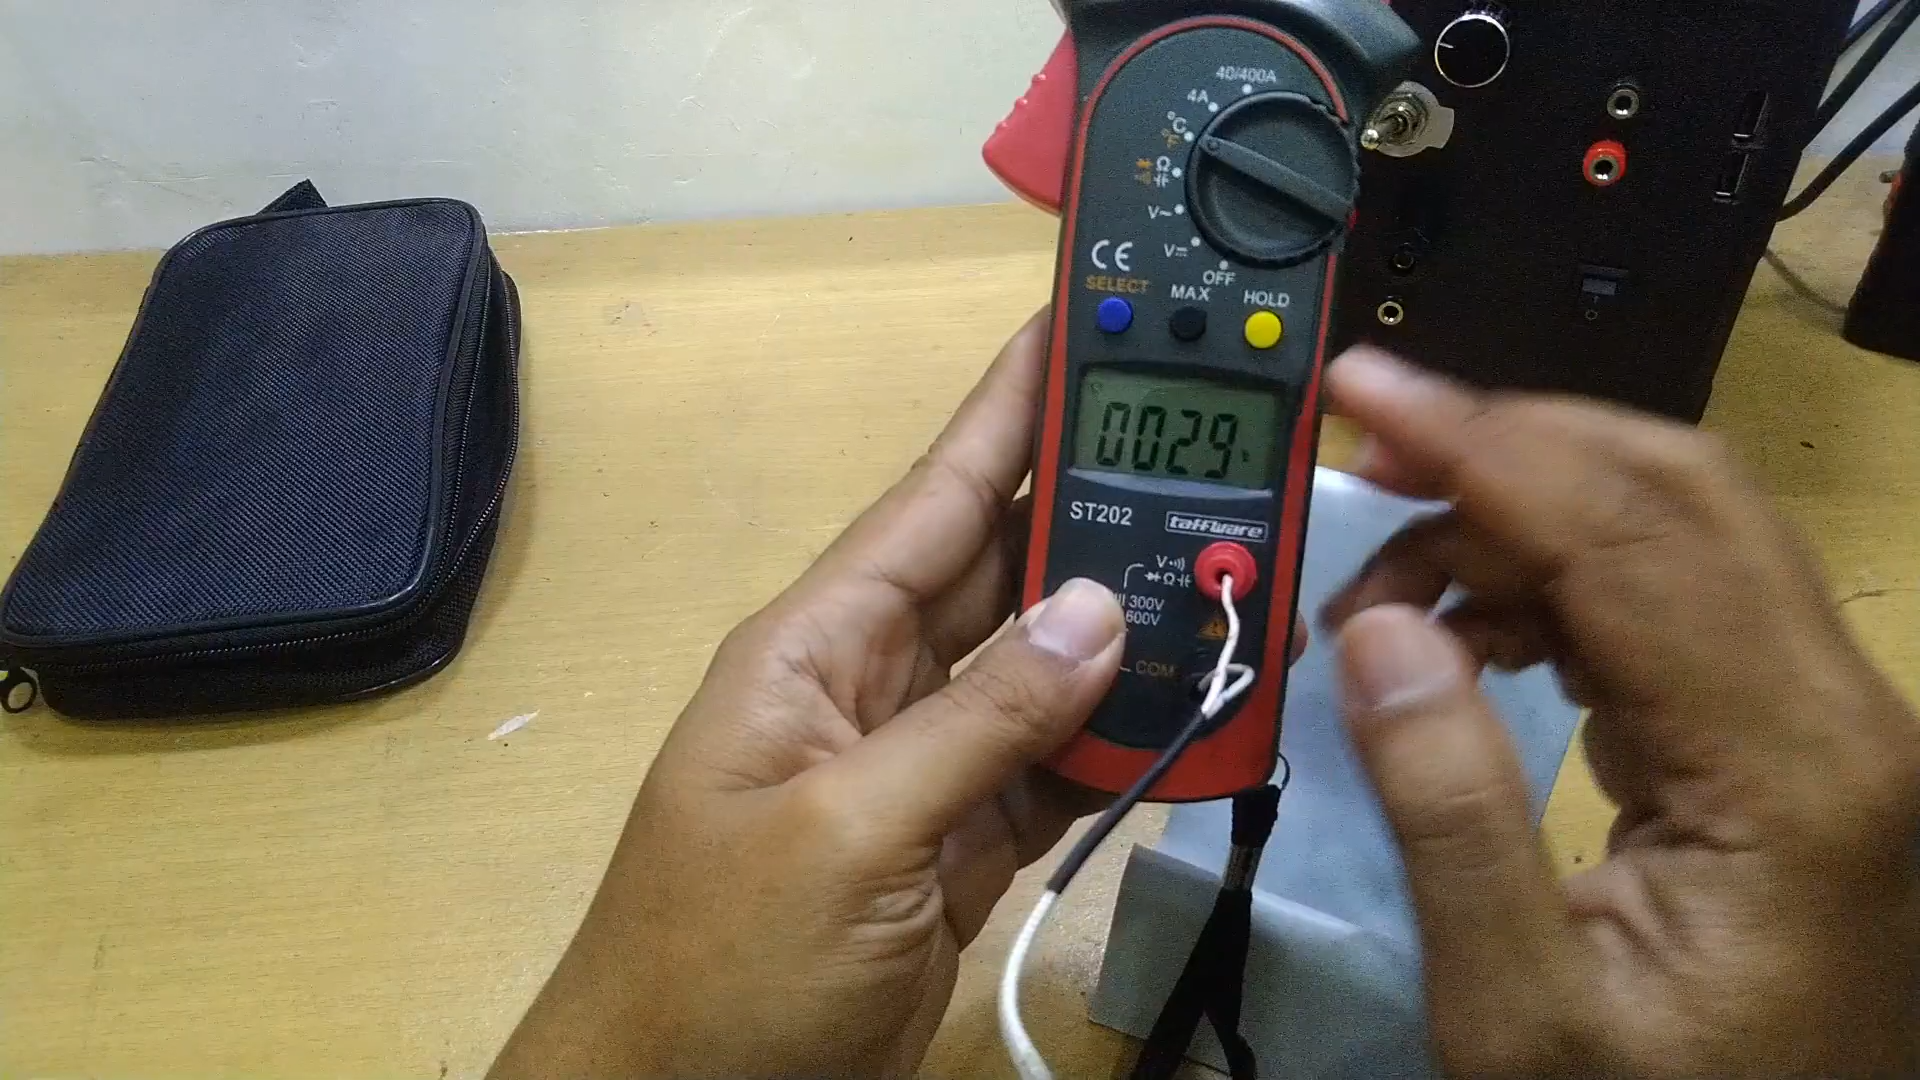 40/400A
4A
°C
°F
Ω
V~
V⎓
OFF
CE
SELECT
MAX
HOLD
0029
ST202
taffware
V
Ω
300V
600V
COM